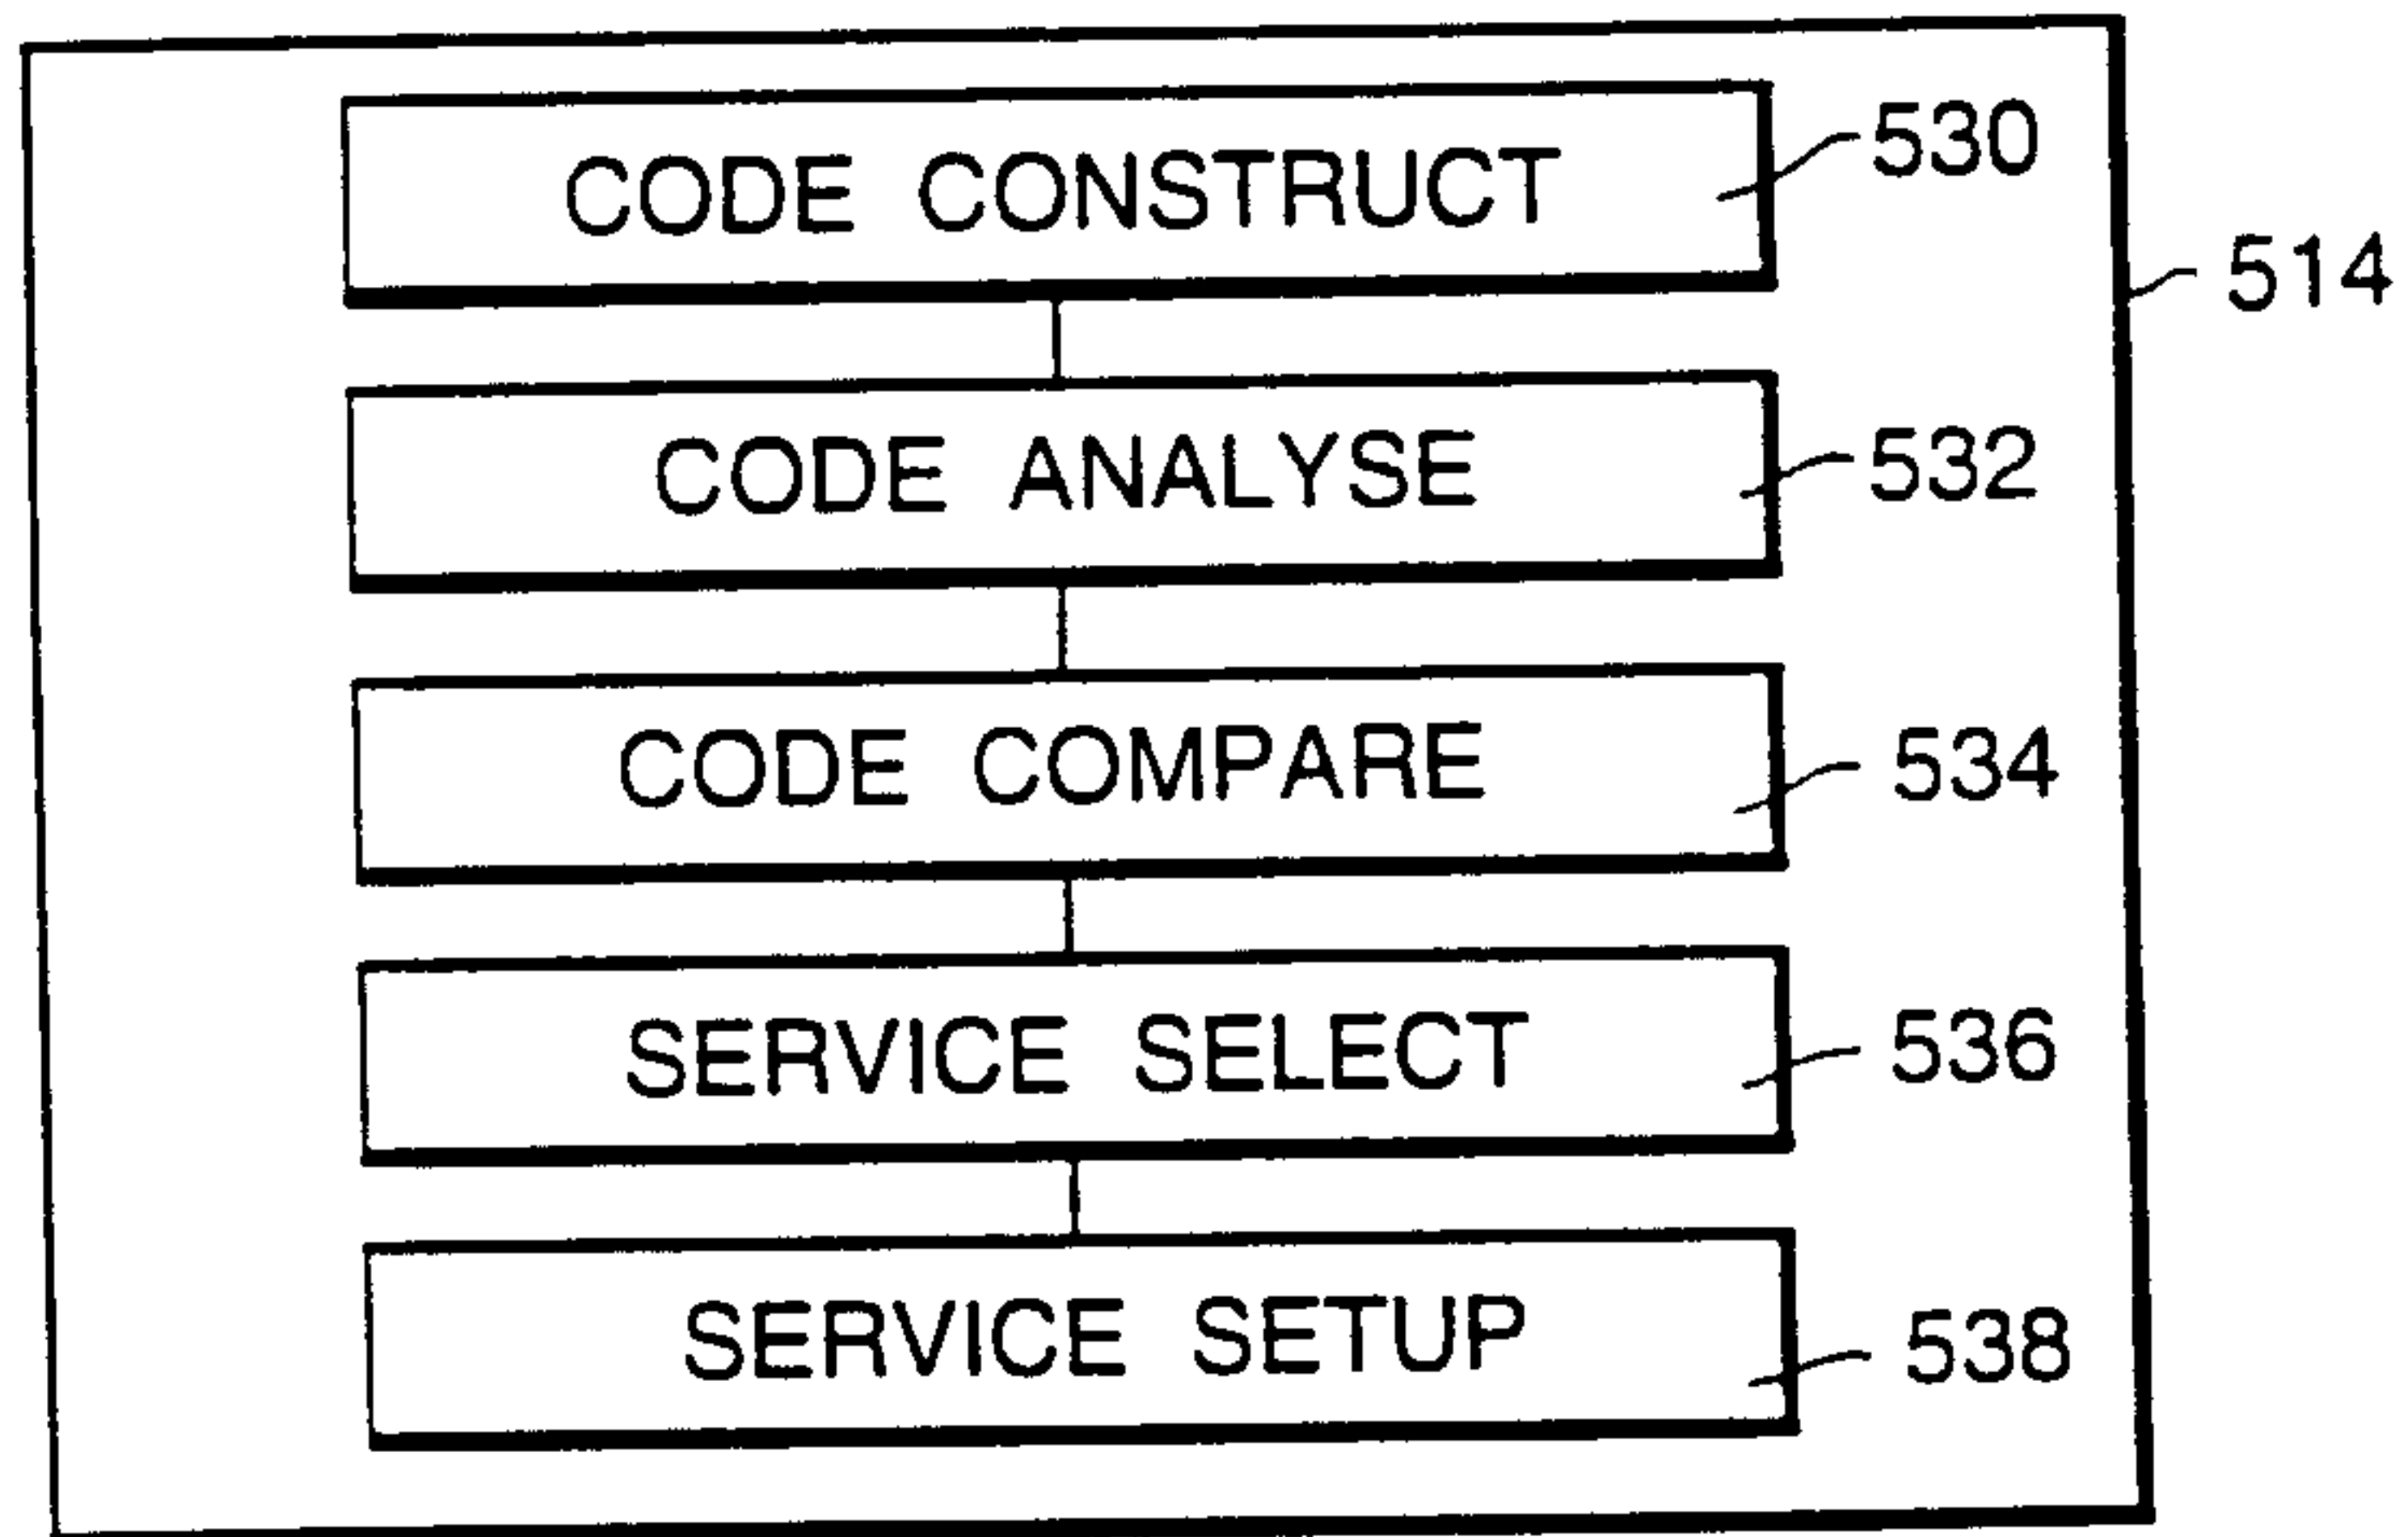 CODE CONSTRUCT
530
514
CODE ANALYSE
532
CODE COMPARE
534
SERVICE SELECT
536
SERVICE SETUP
538